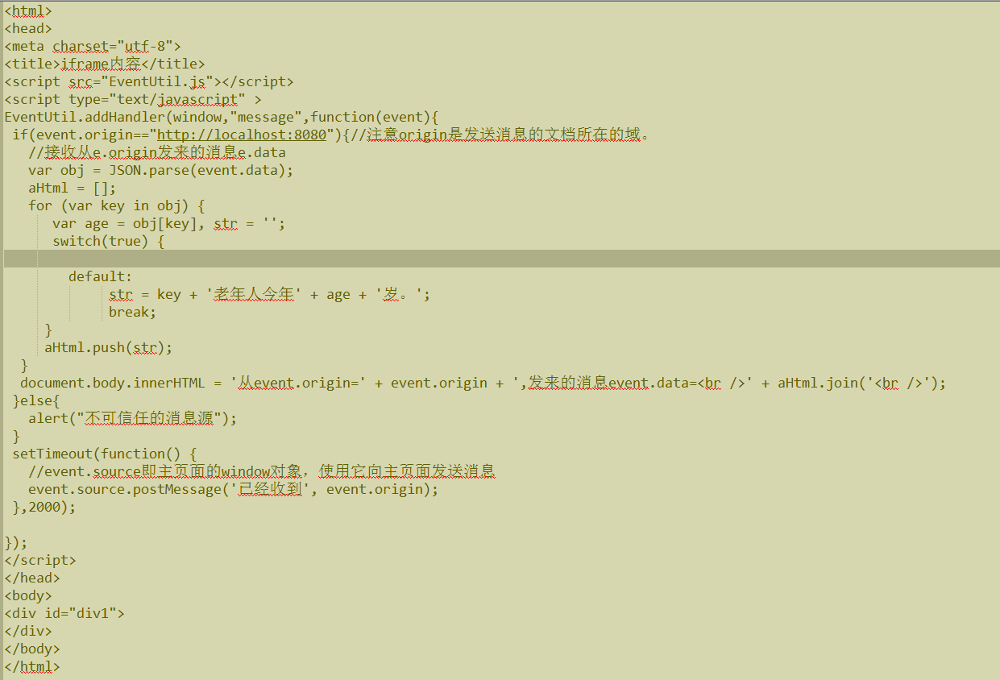 <html>
<head>
<meta charset="utf-8">
<title>iframe内容</title>
<script src="EventUtil.js"></script>
<script type="text/javascript" >
EventUtil.addHandler(window,"message",function(event){
 if(event.origin=="http://localhost:8080"){//注意origin是发送消息的文档所在的域。
   //接收从e.origin发来的消息e.data
   var obj = JSON.parse(event.data);
   aHtml = [];
   for (var key in obj) {
      var age = obj[key], str = '';
      switch(true) {
        default:
             str = key + '老年人今年' + age + '岁。';
             break;
     }
     aHtml.push(str);
  }
  document.body.innerHTML = '从event.origin=' + event.origin + ',发来的消息event.data=<br />' + aHtml.join('<br />');
 }else{
   alert("不可信任的消息源");
 }
 setTimeout(function() {
   //event.source即主页面的window对象，使用它向主页面发送消息
   event.source.postMessage('已经收到', event.origin);
 },2000);
});
</script>
</head>
<body>
<div id="div1">
</div>
</body>
</html>